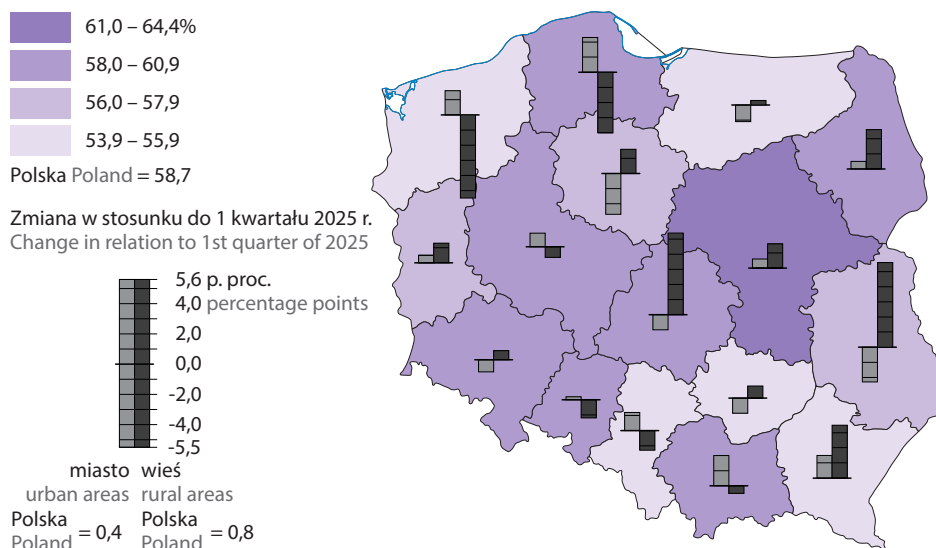 61,0 – 64,4%
58,0 – 60,9
56,0 – 57,9
53,9 – 55,9
Polska Poland = 58,7
Zmiana w stosunku do 1 kwartału 2025 r.
Change in relation to 1st quarter of 2025
5,6 p. proc.
4,0 percentage points
2,0
0,0
-2,0
-4,0
-5,5
miasto wieś
urban areas rural areas
Polska Polska
Poland = 0,4 Poland = 0,8